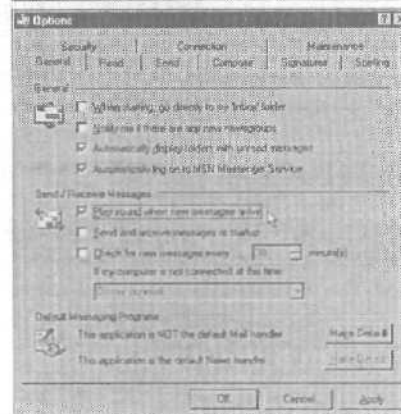 Options
Security Connection Maintenance
General Read Send Compose Signatures Spelling
General
When starting, go directly to my 'Inbox' folder
Notify me if there are any new newsgroups
Automatically display folders with unread messages
Automatically log on to MSN Messenger Service
Send / Receive Messages
Play sound when new messages arrive
Send and receive messages at startup
Check for new messages every 30 minute(s)
If my computer is not connected at this time:
Default Messaging Programs
This application is NOT the default Mail handler Make Default
This application is the default News handler Make Default
OK Cancel Apply